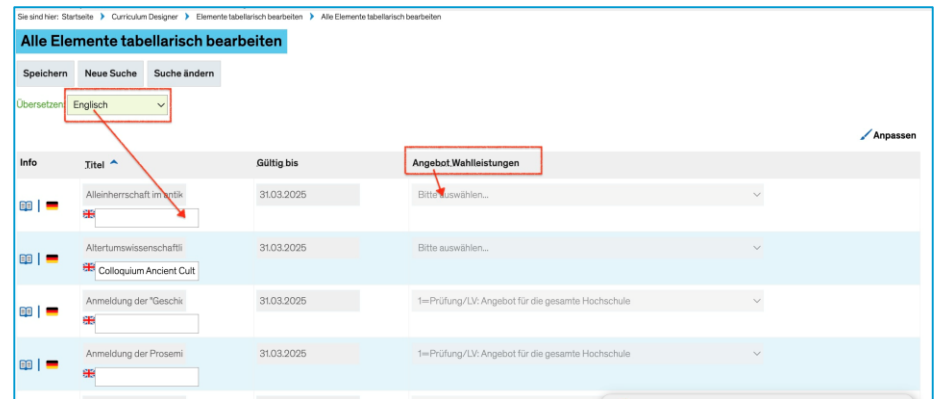 Sie sind hier: Startseite Curriculum Designer Elemente tabellarisch bearbeiten Alle Elemente tabellarisch bearbeiten
Alle Elemente tabellarisch bearbeiten
Speichern Neue Suche Suche ändern
Übersetzen: Englisch
Anpassen
Info Titel Gültig bis Angebot Wahlleistungen
Alleinherrschaft im antik 31.03.2025 Bitte auswählen...
Altertumswissenschaftli 31.03.2025 Bitte auswählen...
Colloquium Ancient Cult
Anmeldung der "Geschic 31.03.2025 1=Prüfung/LV: Angebot für die gesamte Hochschule
Anmeldung der Prosemi 31.03.2025 1=Prüfung/LV: Angebot für die gesamte Hochschule